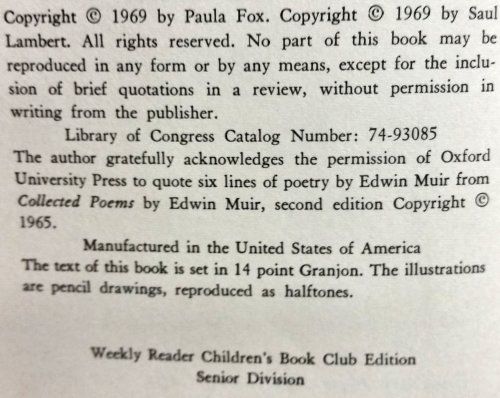 Copyright © 1969 by Paula Fox. Copyright © 1969 by Saul
Lambert. All rights reserved. No part of this book may be
reproduced in any form or by any means, except for the inclu-
sion of brief quotations in a review, without permission in
writing from the publisher.
Library of Congress Catalog Number: 74-93085
The author gratefully acknowledges the permission of Oxford
University Press to quote six lines of poetry by Edwin Muir from
Collected Poems by Edwin Muir, second edition Copyright ©
1965.
Manufactured in the United States of America
The text of this book is set in 14 point Granjon. The illustrations
are pencil drawings, reproduced as halftones.
Weekly Reader Children's Book Club Edition
Senior Division